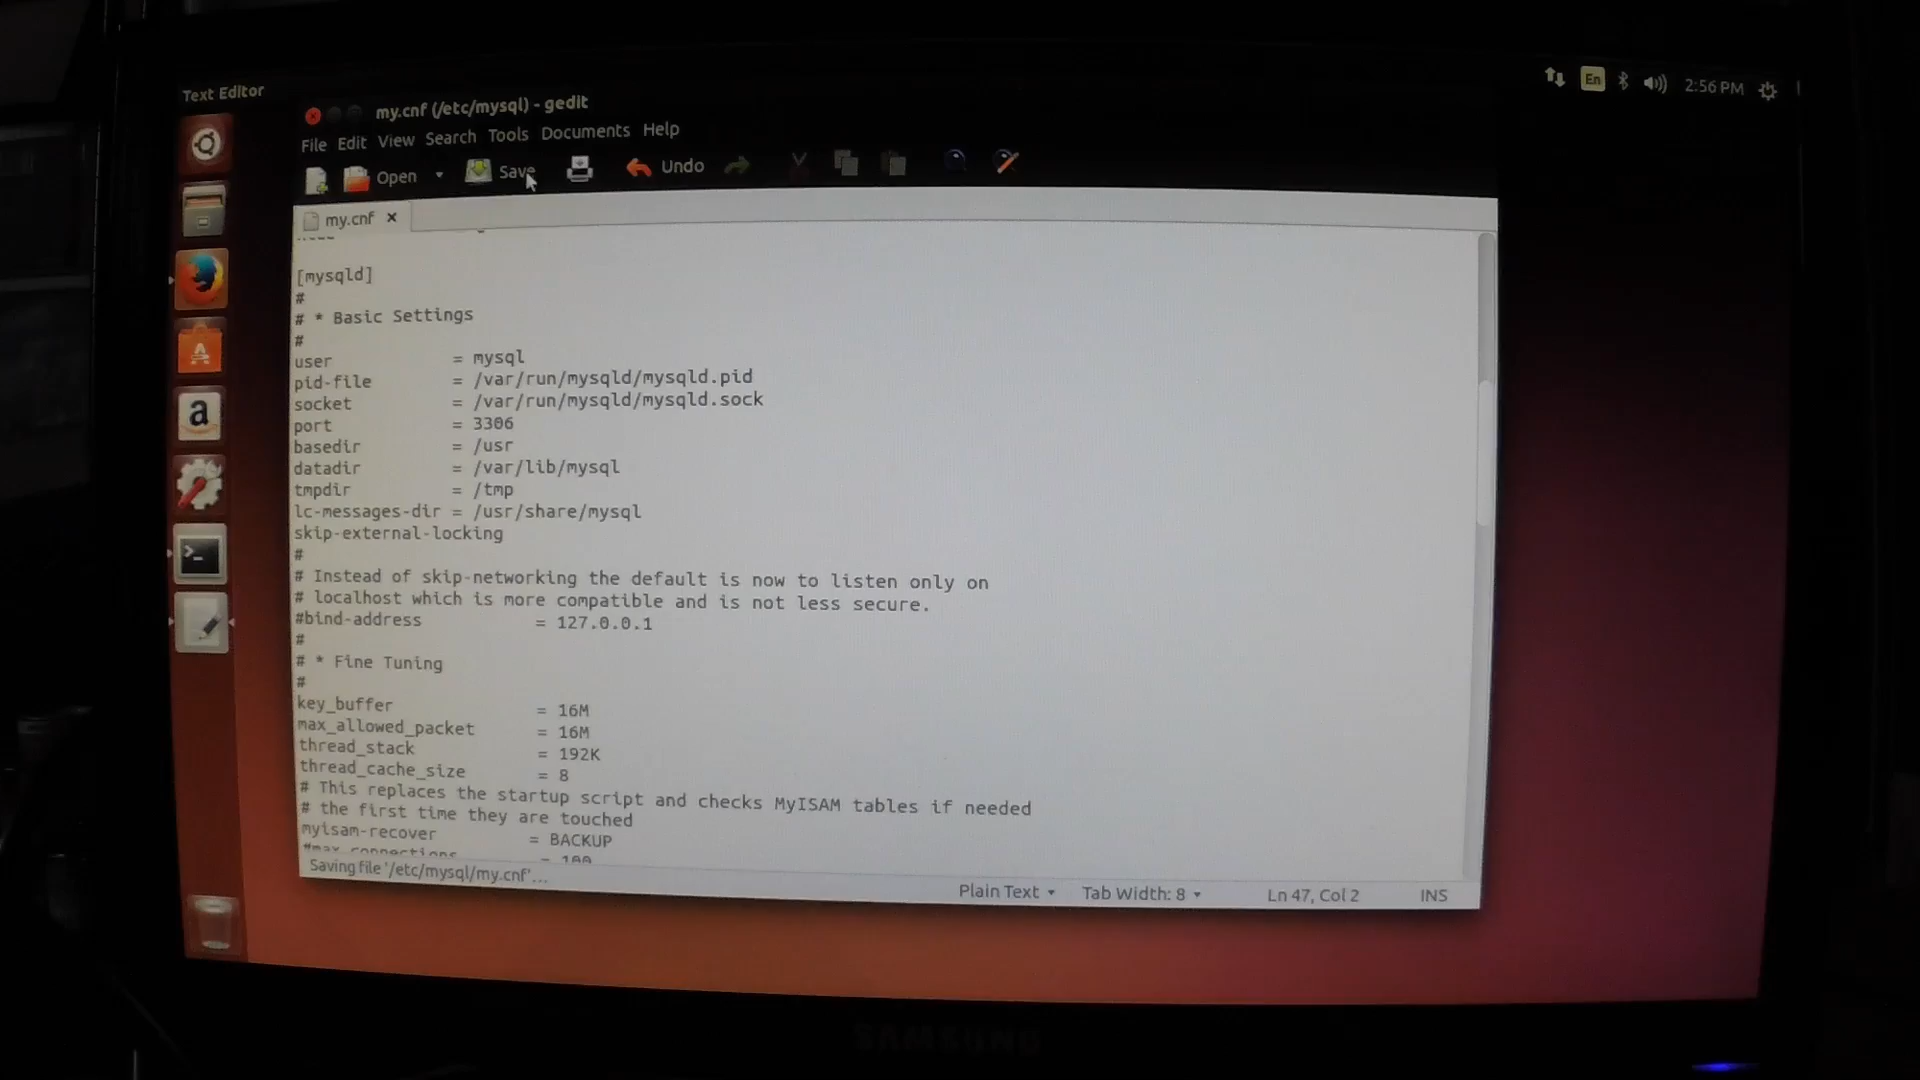 Text Editor
En
2:56 PM
my.cnf (/etc/mysql) - gedit
File Edit View Search Tools Documents Help
Open Save Undo
my.cnf
[mysqld]
#
# * Basic Settings
#
user = mysql
pid-file = /var/run/mysqld/mysqld.pid
socket = /var/run/mysqld/mysqld.sock
port = 3306
basedir = /usr
datadir = /var/lib/mysql
tmpdir = /tmp
lc-messages-dir = /usr/share/mysql
skip-external-locking
#
# Instead of skip-networking the default is now to listen only on
# localhost which is more compatible and is not less secure.
#bind-address = 127.0.0.1
#
# * Fine Tuning
#
key_buffer = 16M
max_allowed_packet = 16M
thread_stack = 192K
thread_cache_size = 8
# This replaces the startup script and checks MyISAM tables if needed
# the first time they are touched
myisam-recover = BACKUP
#max_connections = 100
Saving file '/etc/mysql/my.cnf'...
Plain Text Tab Width: 8 Ln 47, Col 2 INS
SAMSUNG